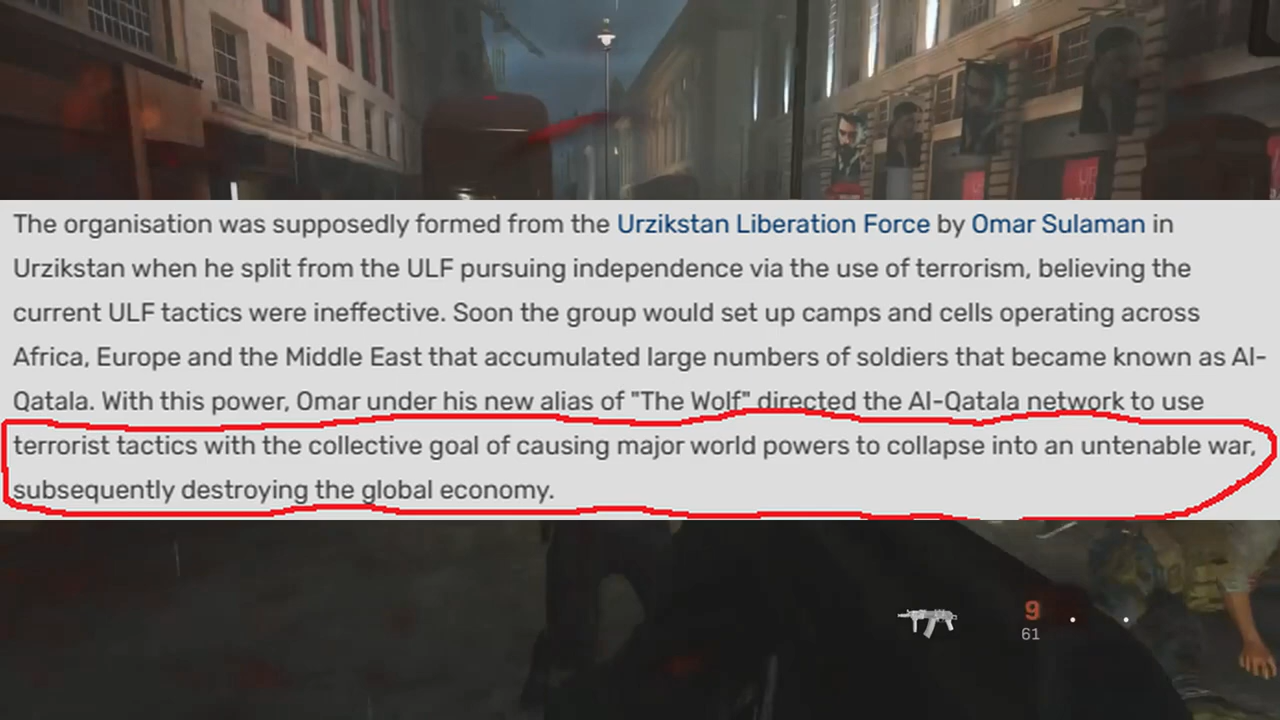 The organisation was supposedly formed from the Urzikstan Liberation Force by Omar Sulaman in
Urzikstan when he split from the ULF pursuing independence via the use of terrorism, believing the
current ULF tactics were ineffective. Soon the group would set up camps and cells operating across
Africa, Europe and the Middle East that accumulated large numbers of soldiers that became known as Al-
Qatala. With this power, Omar under his new alias of "The Wolf" directed the Al-Qatala network to use
terrorist tactics with the collective goal of causing major world powers to collapse into an untenable war,
subsequently destroying the global economy.
9
61